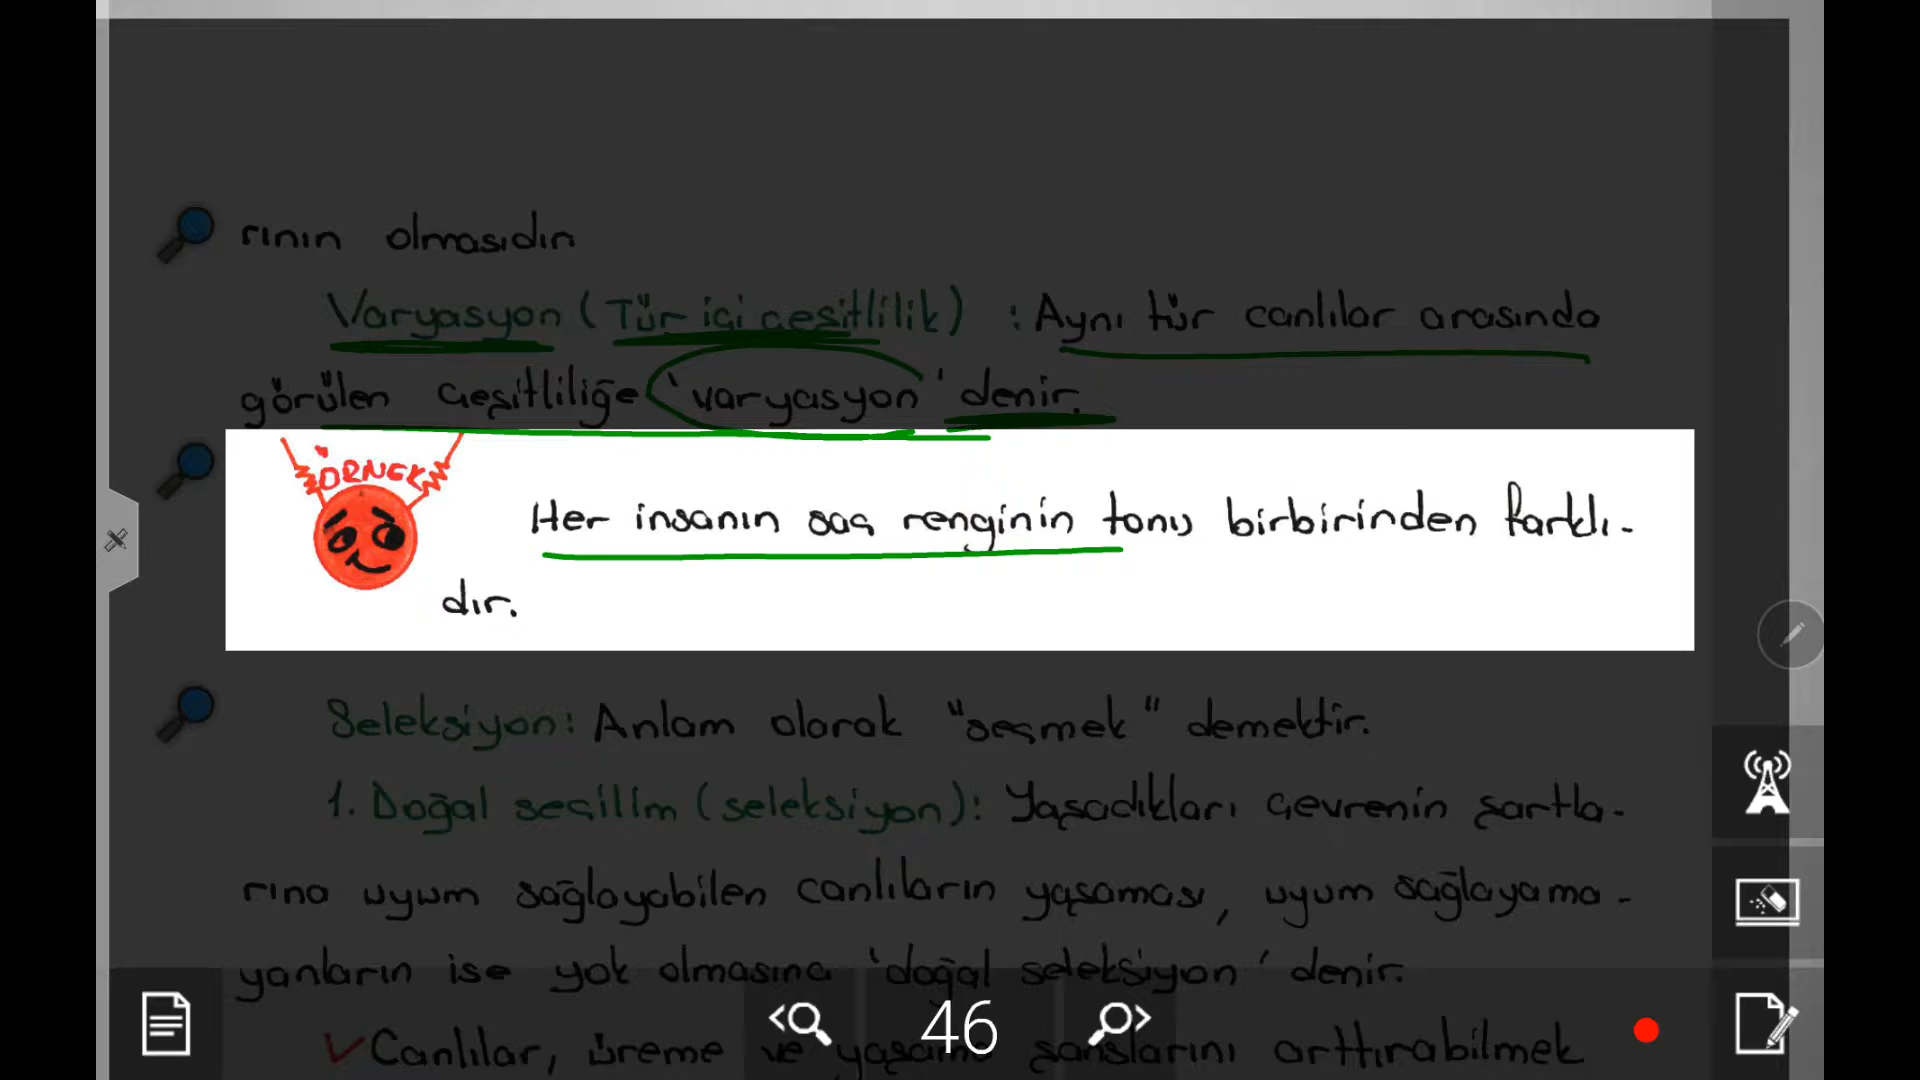 rının olmasıdır
Varyasyon (Tür içi çeşitlilik) : Aynı tür canlılar arasında
görülen çeşitliliğe 'varyasyon' denir.
ÖRNEK
Her insanın saç renginin tonu birbirinden farklı-
dır.
Seleksiyon: Anlam olarak "seçmek" demektir.
1. Doğal seçilim (seleksiyon): Yaşadıkları çevrenin şartla-
rına uyum sağlayabilen canlıların yaşaması, uyum sağlayama-
yanların ise yok olmasına 'doğal seleksiyon' denir.
46
Canlılar, üreme ve yaşama şanslarını arttırabilmek